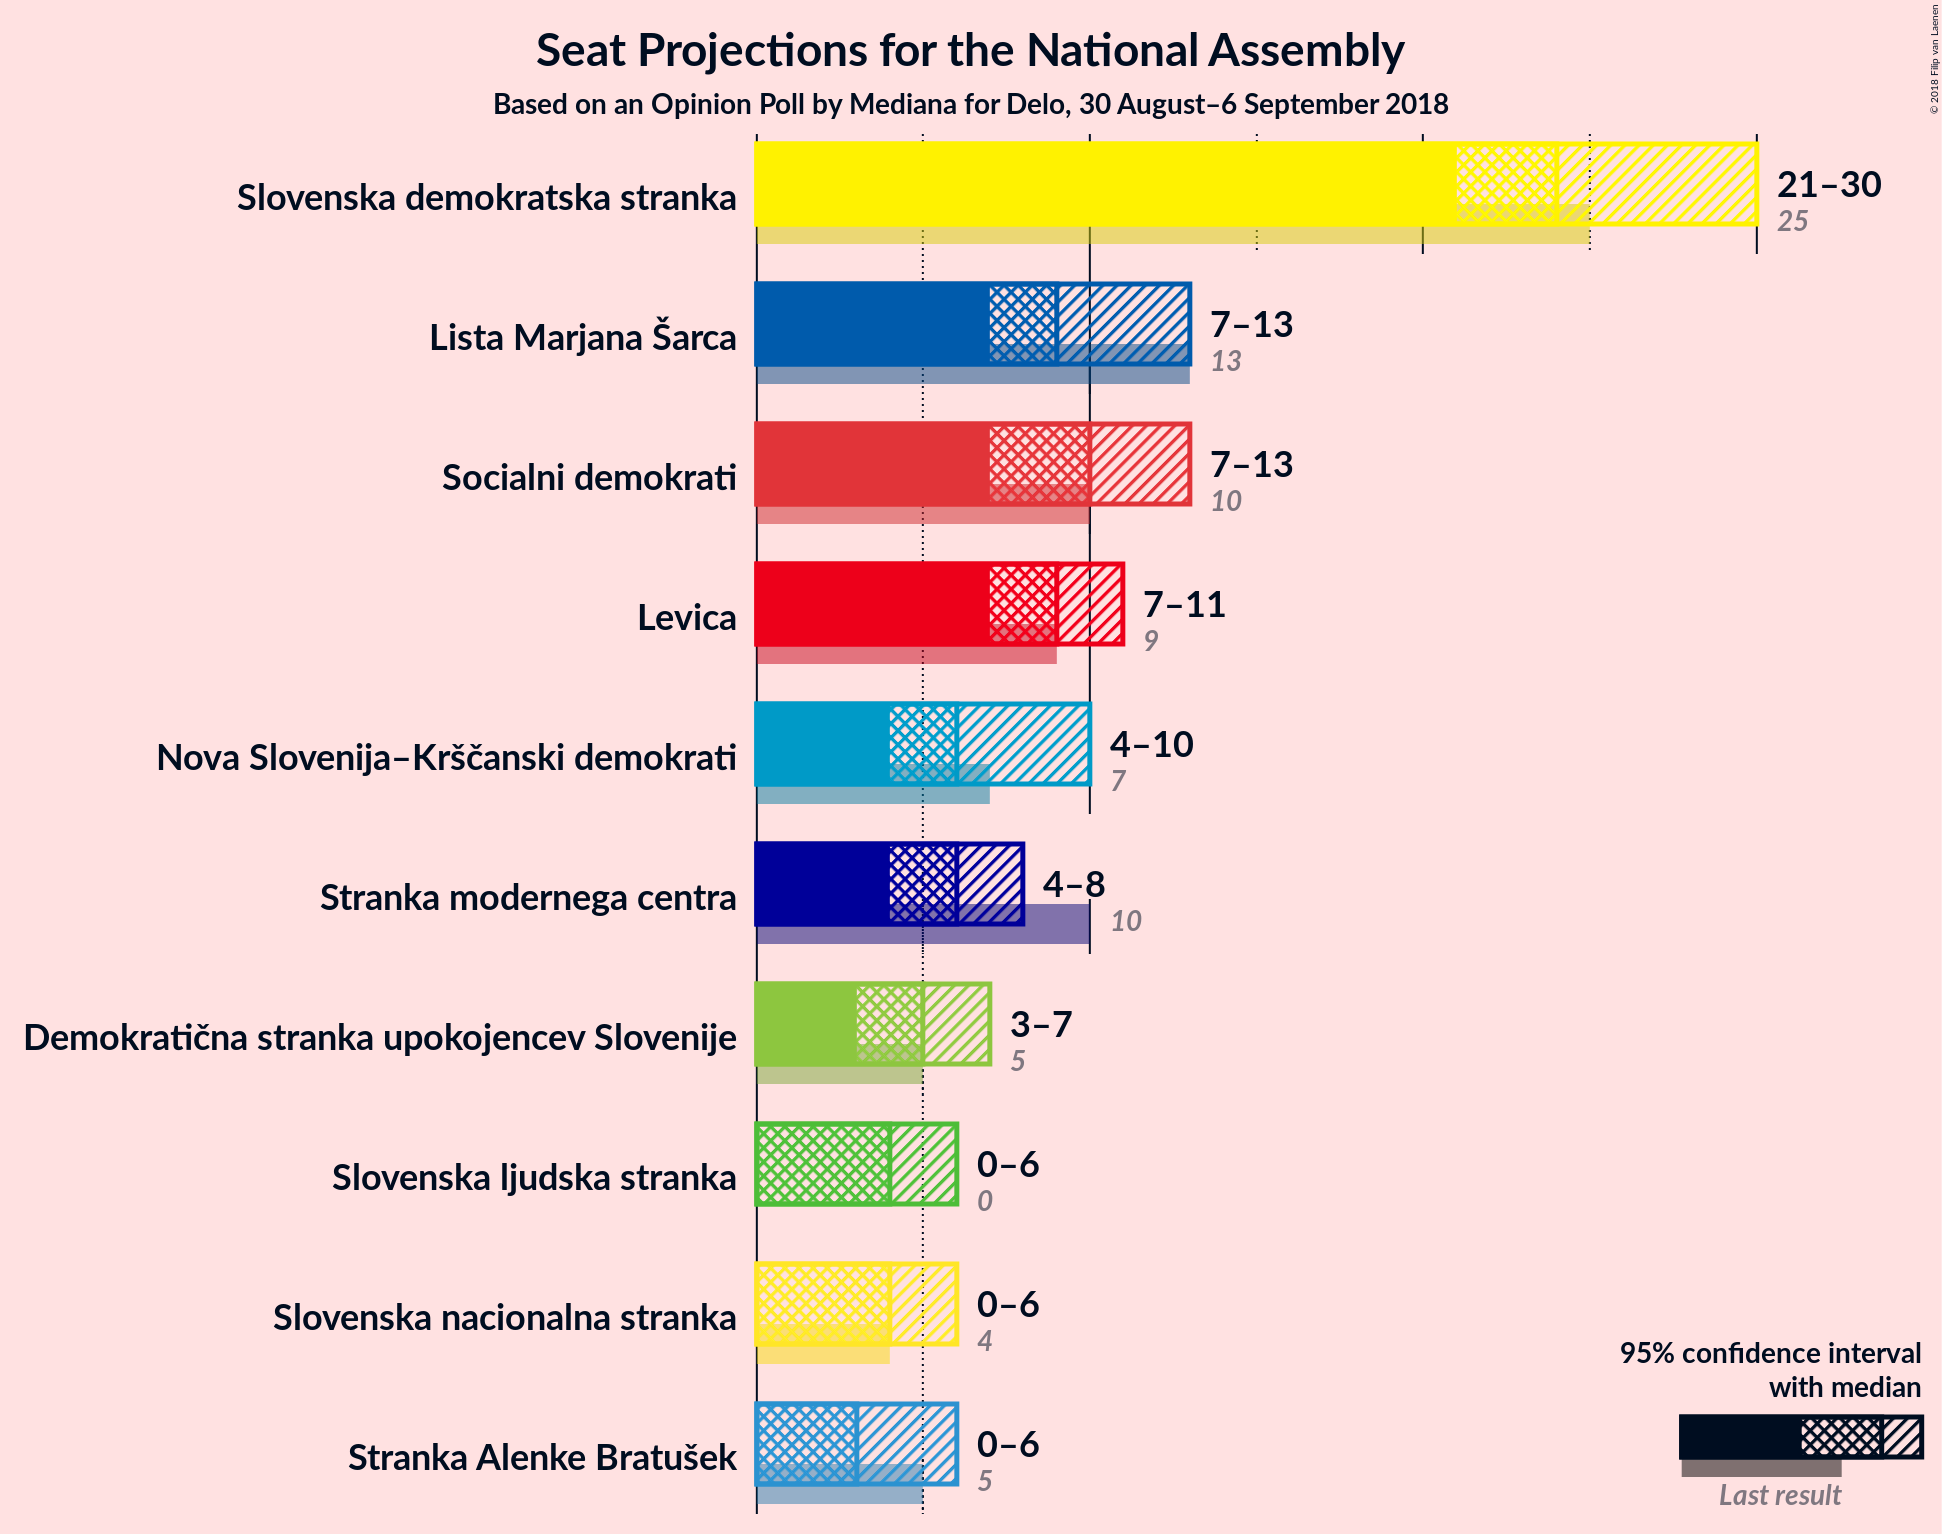 © 2018 Filip van Laenen
Seat Projections for the National Assembly
Based on an Opinion Poll by Mediana for Delo, 30 August–6 September 2018
Slovenska demokratska stranka
21–30
25
Lista Marjana Šarca
7–13
13
Socialni demokrati
7–13
10
Levica
7–11
9
Nova Slovenija–Krščanski demokrati
4–10
7
Stranka modernega centra
4–8
10
Demokratična stranka upokojencev Slovenije
3–7
5
Slovenska ljudska stranka
0–6
0
Slovenska nacionalna stranka
0–6
4
Stranka Alenke Bratušek
0–6
5
95% confidence interval
with median
Last result